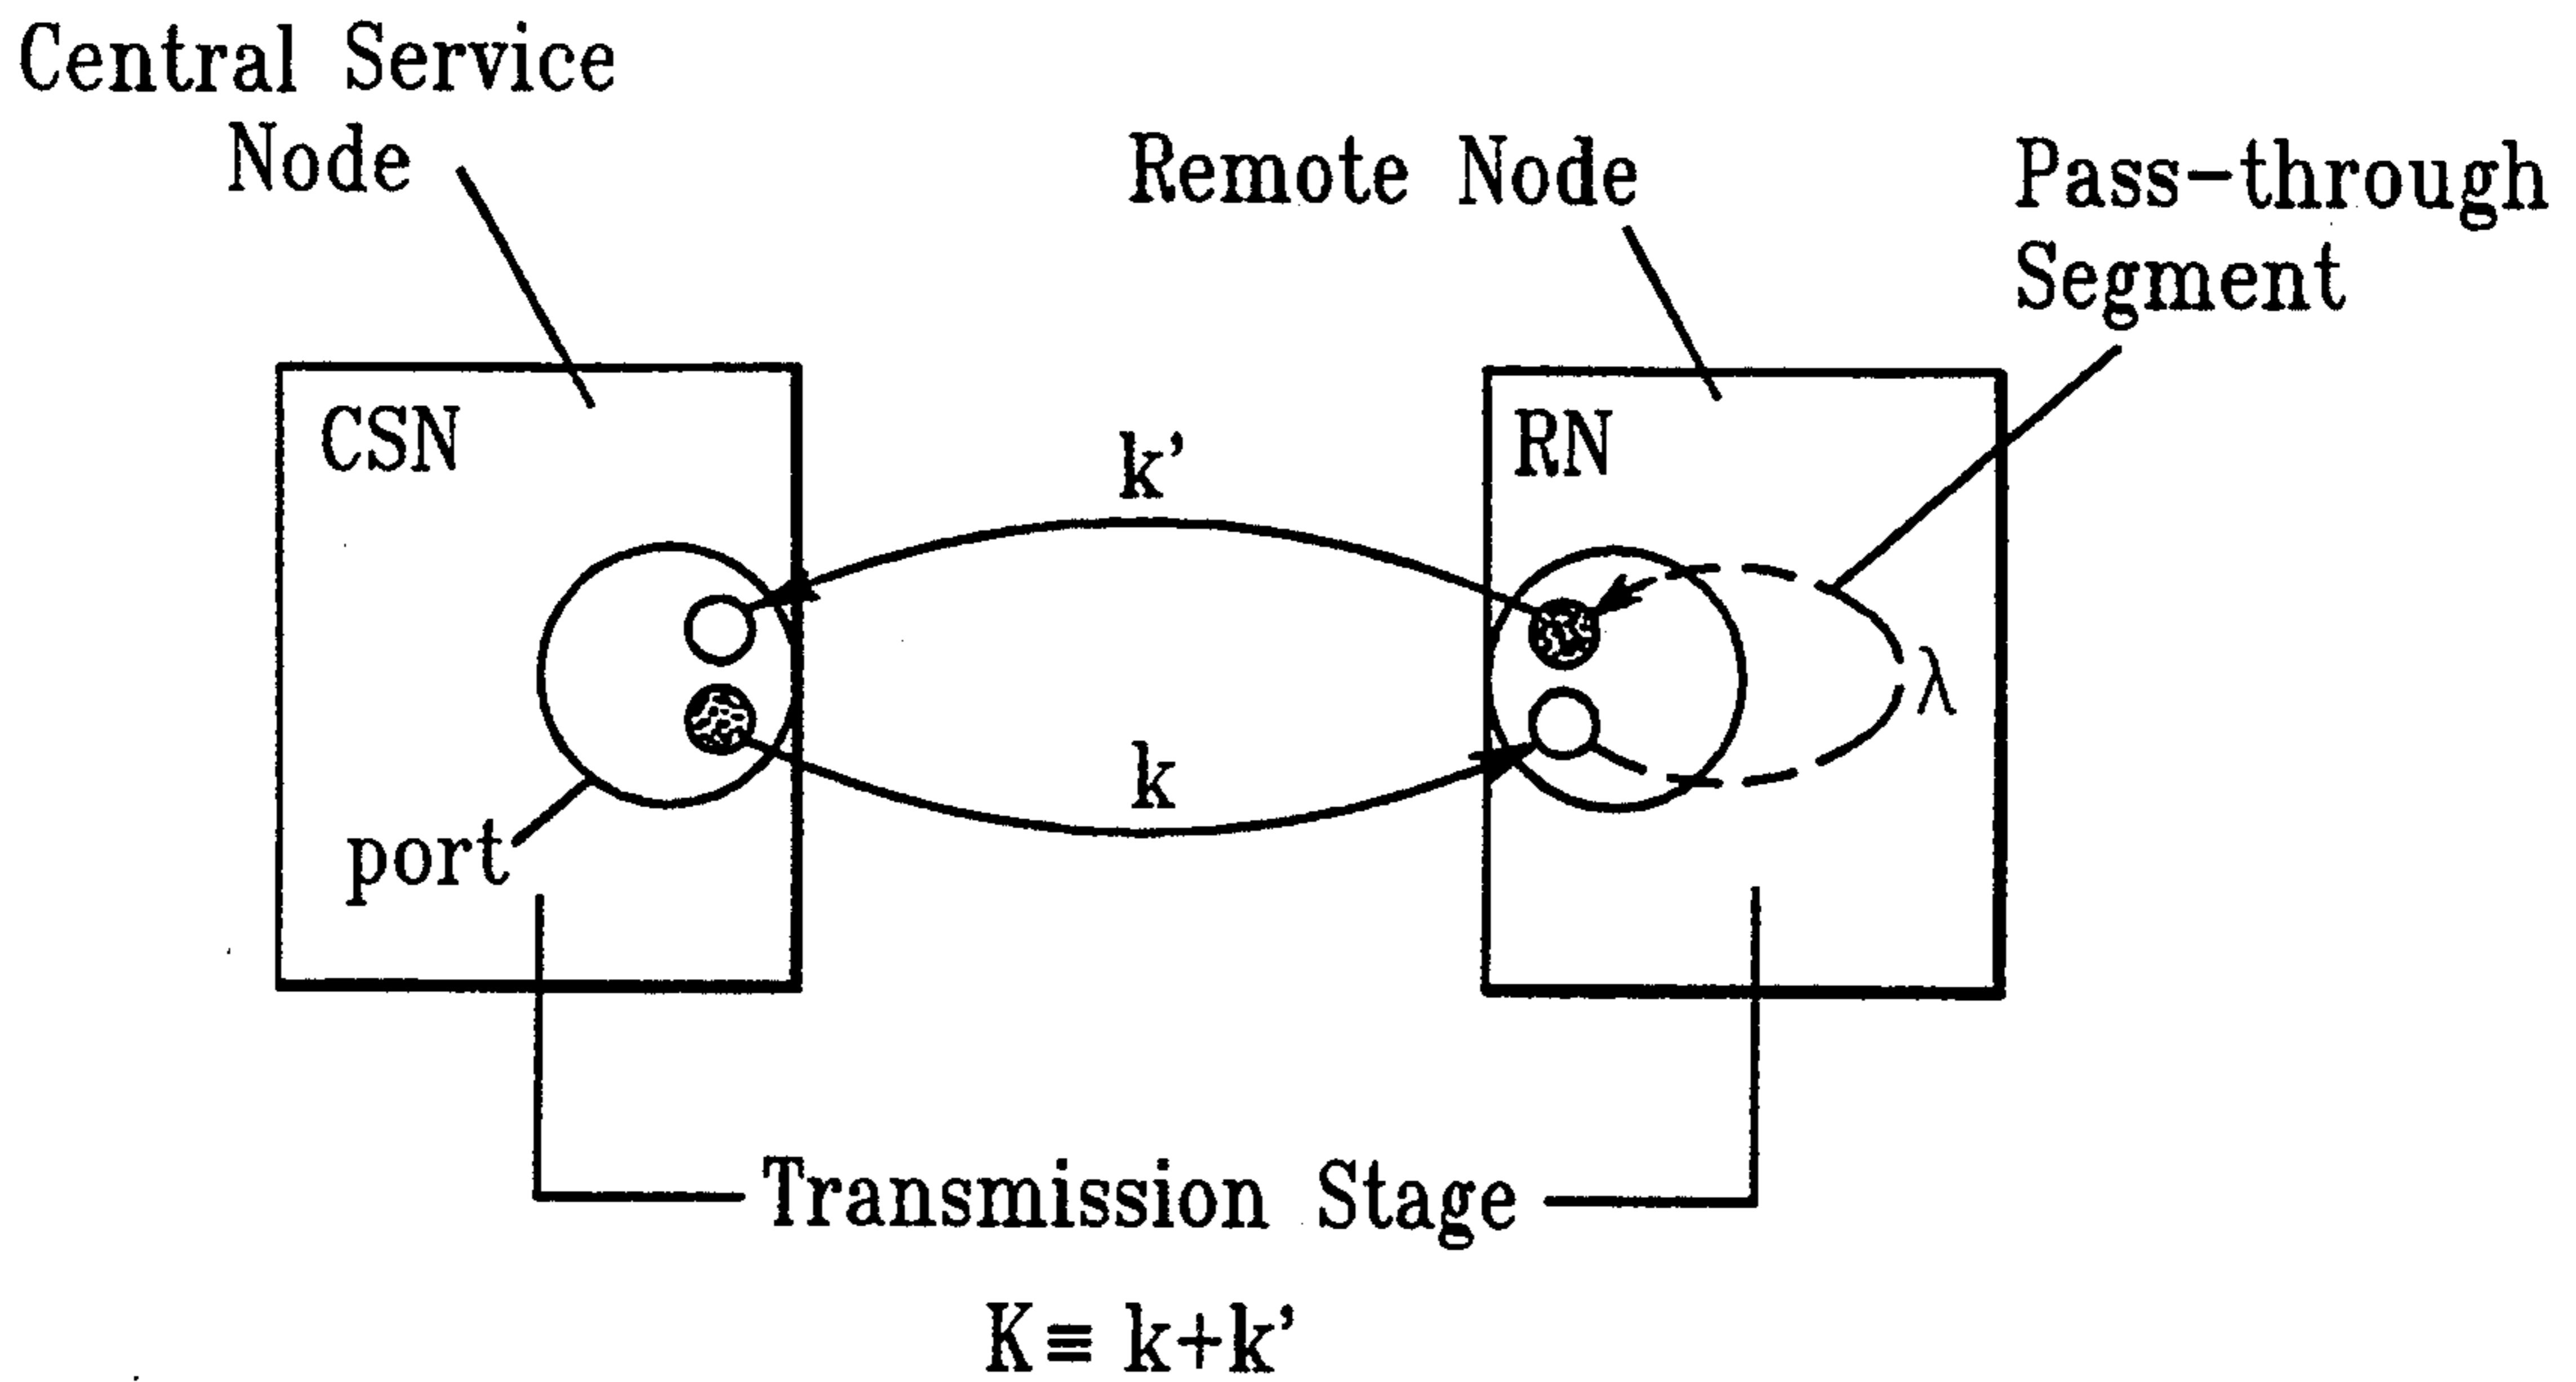 Central Service
Node
Remote Node
Pass-through
Segment
CSN
RN
k’
λ
k
port
Transmission Stage
K≡ k+k’